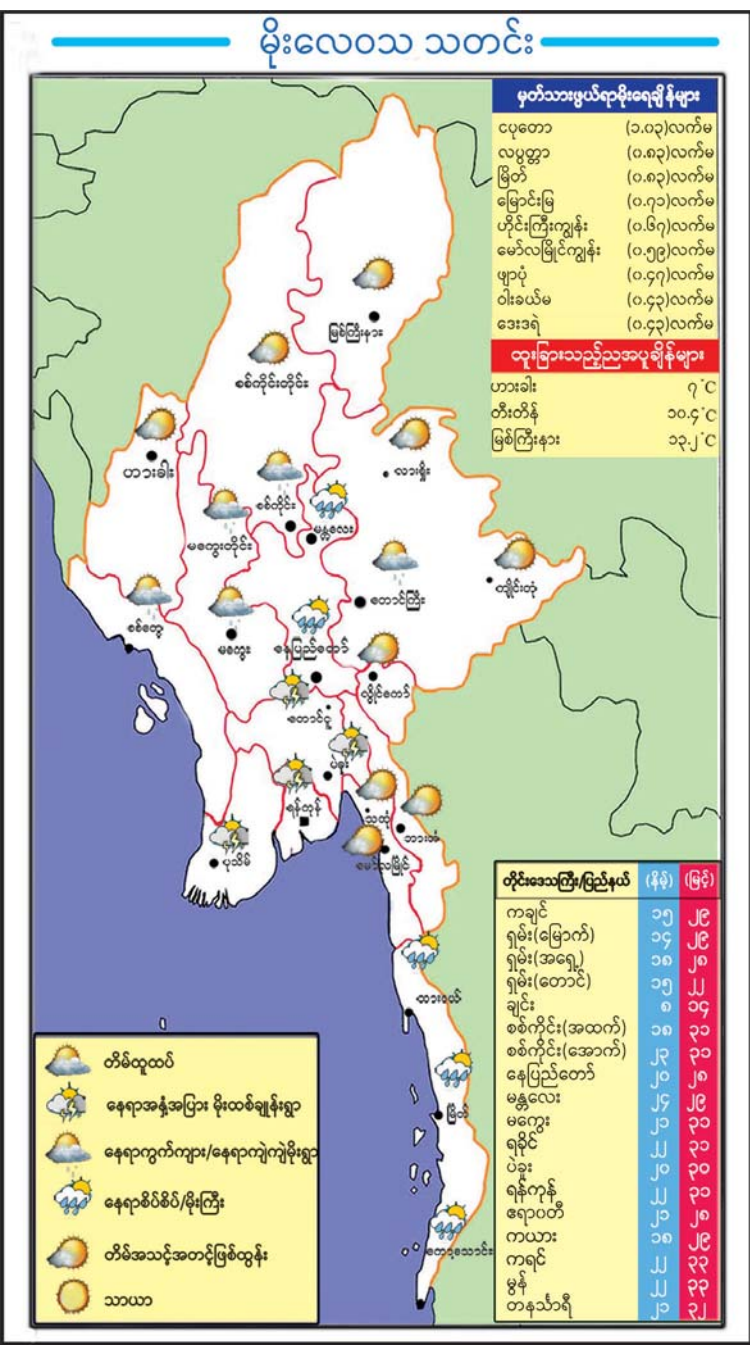 မိုးလေဝသ သတင်း
မှတ်သားဖွယ်ရာမိုးရေချိန်များ
ငပုတော (၁.၀၃)လက်မ
လပွတ္တာ (၀.၈၃)လက်မ
မြိတ် (၀.၈၃)လက်မ
မြောင်းမြ (၀.၇၁)လက်မ
ဟိုင်းကြီးကျွန်း (၀.၆၇)လက်မ
မော်လမြိုင်ကျွန်း (၀.၅၉)လက်မ
ဖျာပုံ (၀.၄၇)လက်မ
ဝါးခယ်မ (၀.၄၃)လက်မ
ဒေးဒရဲ (၀.၄၃)လက်မ
ထူးခြားသည့်ညအပူချိန်များ
ဟားခါး ၇°C
တီးတိန် ၁၀.၄°C
မြစ်ကြီးနား ၁၃.၂°C
မြစ်ကြီးနား
စစ်ကိုင်းတိုင်း
ဟားခါး
လားရှိုး
စစ်ကိုင်း
မန္တလေး
မကွေးတိုင်း
ကျိုင်းတုံ
တောင်ကြီး
စစ်တွေ
မကွေး
နေပြည်တော်
လွိုင်ကော်
တောင်ငူ
ပဲခူး
ရန်ကုန်
သထုံ
ဘားအံ
ပုသိမ်
မော်လမြိုင်
ထားဝယ်
မြိတ်
ကော့သောင်း
တိုင်းဒေသကြီး/ပြည်နယ် (နိမ့်) (မြင့်)
ကချင် ၁၅ ၂၉
ရှမ်း(မြောက်) ၁၄ ၂၉
ရှမ်း(အရှေ့) ၁၈ ၂၈
ရှမ်း(တောင်) ၁၅ ၂၂
ချင်း ၈ ၁၄
စစ်ကိုင်း(အထက်) ၁၈ ၃၁
စစ်ကိုင်း(အောက်) ၂၃ ၃၁
နေပြည်တော် ၂၀ ၂၈
မန္တလေး ၂၄ ၂၉
မကွေး ၂၁ ၃၁
ရခိုင် ၂၂ ၃၁
ပဲခူး ၂၀ ၃၀
ရန်ကုန် ၂၂ ၃၁
ဧရာဝတီ ၂၁ ၂၈
ကယား ၁၈ ၂၉
ကရင် ၂၂ ၃၃
မွန် ၂၂ ၃၃
တနင်္သာရီ ၂၁ ၃၂
တိမ်ထူထပ်
နေရာအနှံ့အပြား မိုးထစ်ချုန်းရွာ
နေရာကွက်ကျား/နေရာကျဲကျဲမိုးရွာ
နေရာစိပ်စိပ်/မိုးကြီး
တိမ်အသင့်အတင့်ဖြစ်ထွန်း
သာယာ